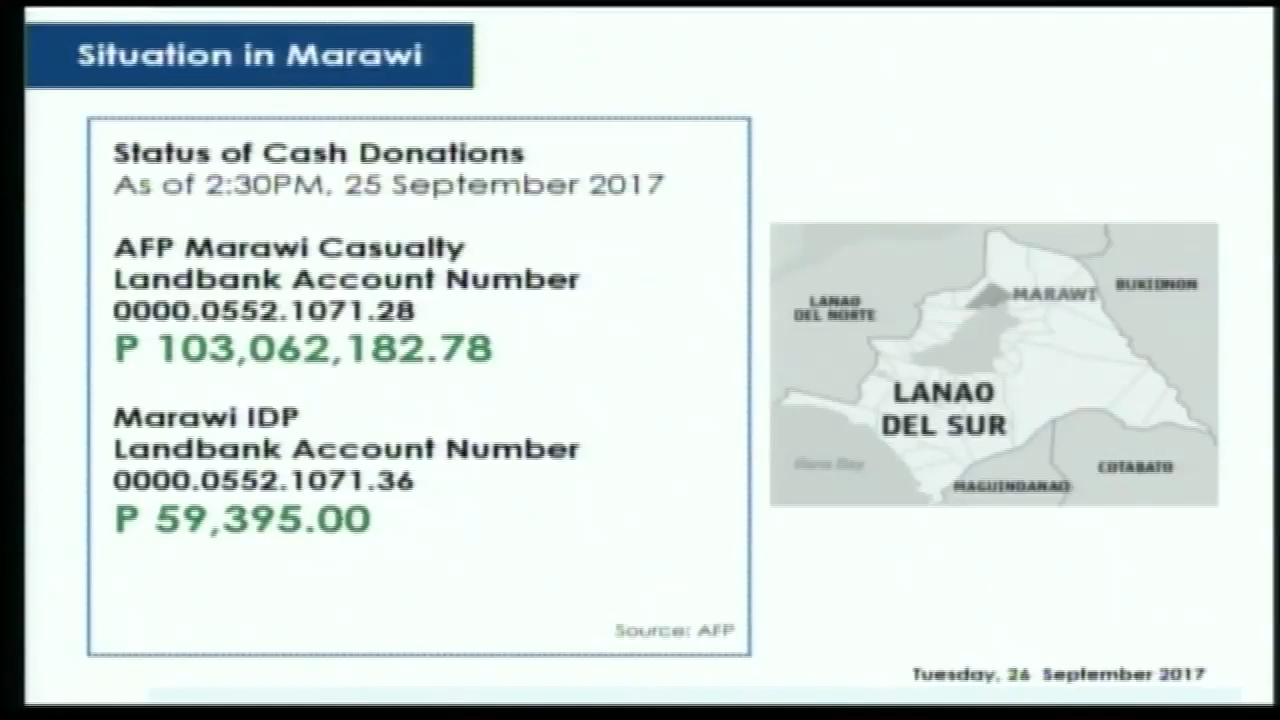 Situation in Marawi
Status of Cash Donations
As of 2:30PM, 25 September 2017
AFP Marawi Casualty
Landbank Account Number
0000.0552.1071.28
P 103,062,182.78
Marawi IDP
Landbank Account Number
0000.0552.1071.36
P 59,395.00
Source: AFP
LANAO
DEL NORTE
MARAWI
BUKIDNON
LANAO
DEL SUR
COTABATO
MAGUINDANAO
Tuesday, 26 September 2017